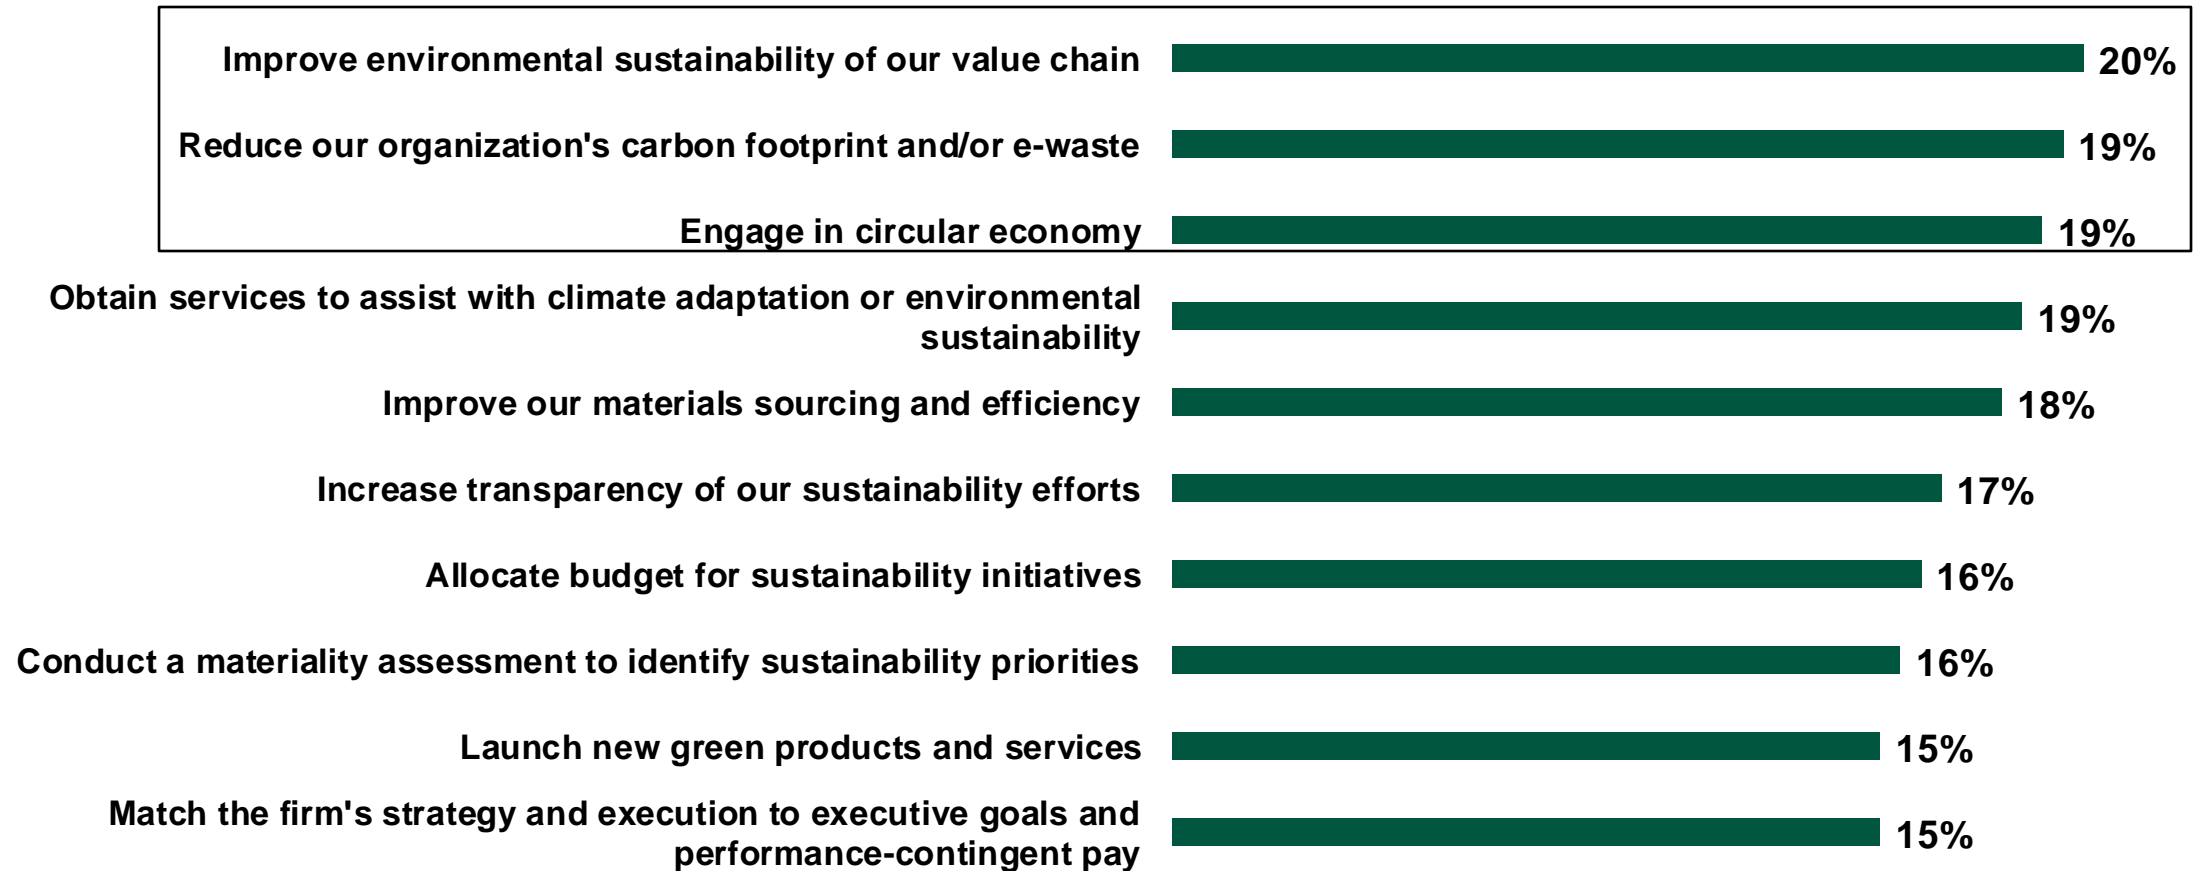 Improve environmental sustainability of our value chain 20%
Reduce our organization's carbon footprint and/or e-waste 19%
Engage in circular economy 19%
Obtain services to assist with climate adaptation or environmental
sustainability 19%
Improve our materials sourcing and efficiency 18%
Increase transparency of our sustainability efforts 17%
Allocate budget for sustainability initiatives 16%
Conduct a materiality assessment to identify sustainability priorities 16%
Launch new green products and services 15%
Match the firm's strategy and execution to executive goals and
performance-contingent pay 15%